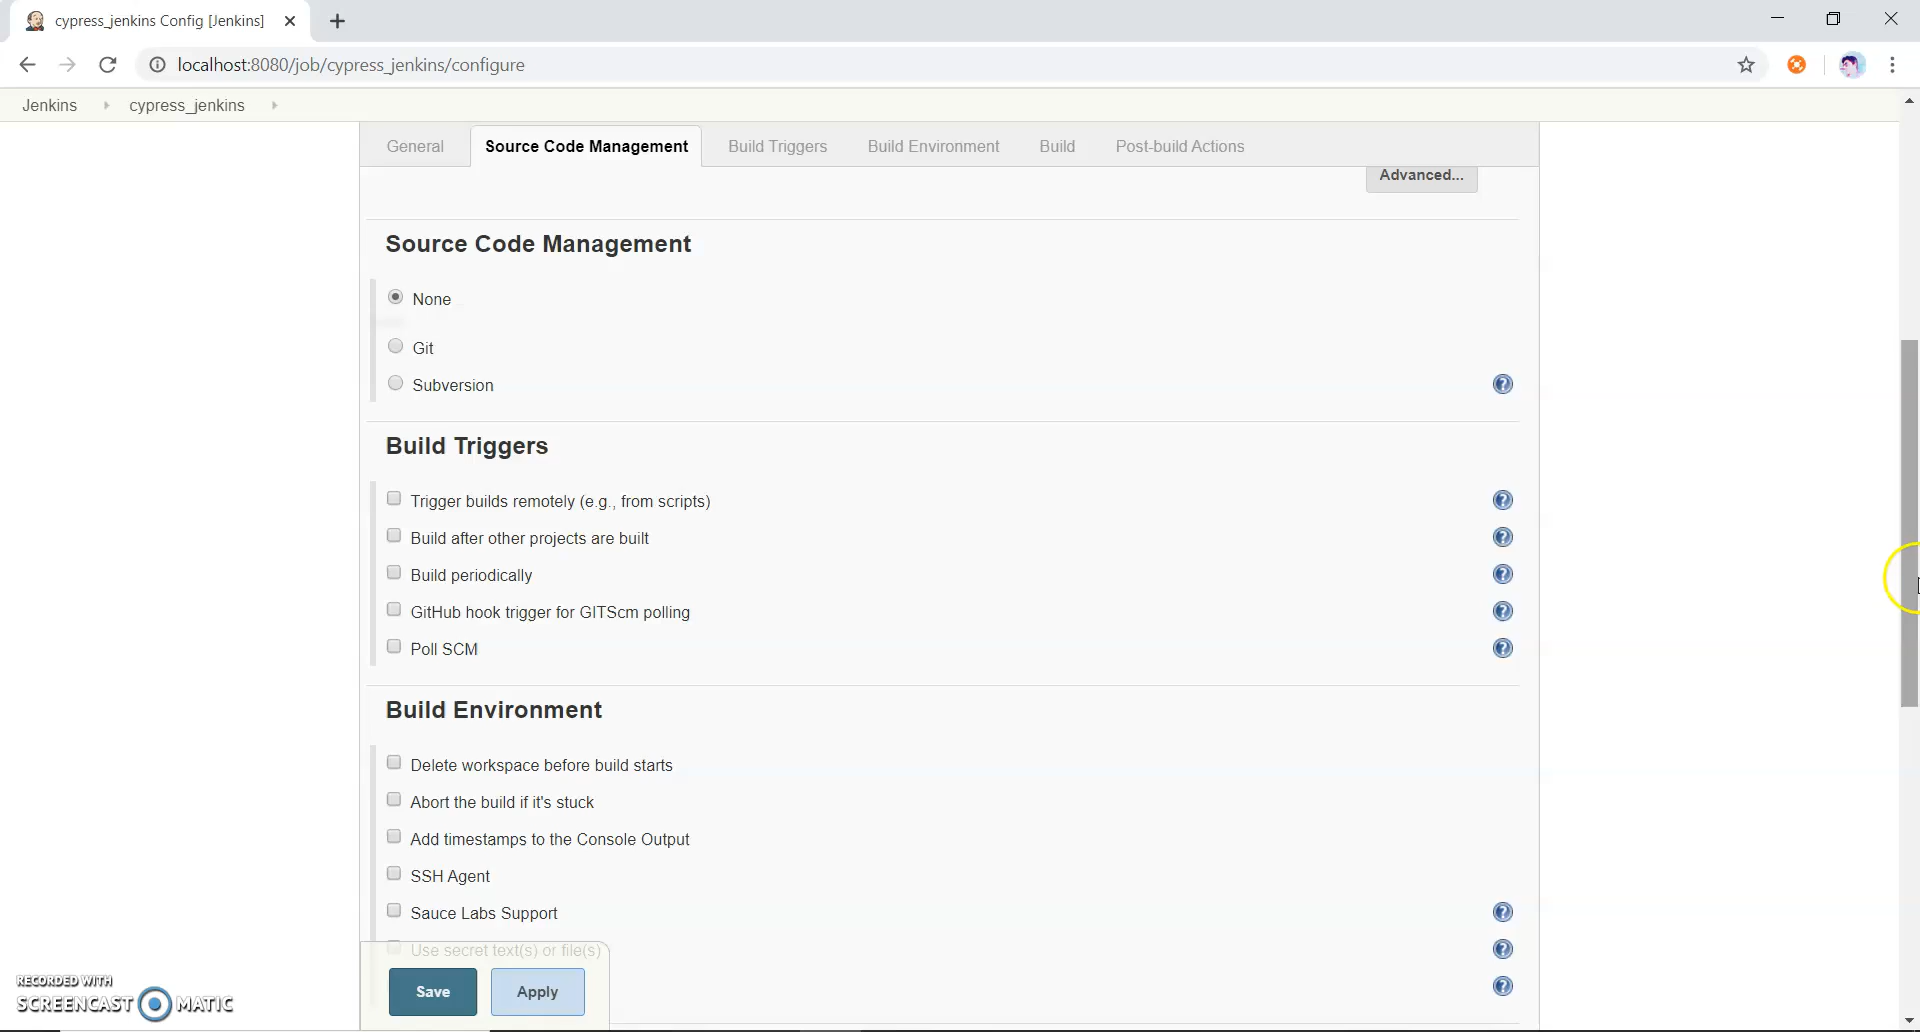 cypress_jenkins Config [Jenkins]
localhost:8080/job/cypress_jenkins/configure
Jenkins
cypress_jenkins
General
Source Code Management
Build Triggers
Build Environment
Build
Post-build Actions
Advanced...
Source Code Management
None
Git
Subversion
Build Triggers
Trigger builds remotely (e.g., from scripts)
Build after other projects are built
Build periodically
GitHub hook trigger for GITScm polling
Poll SCM
Build Environment
Delete workspace before build starts
Abort the build if it's stuck
Add timestamps to the Console Output
SSH Agent
Sauce Labs Support
Use secret text(s) or file(s)
Save
Apply
RECORDED WITH
SCREENCAST MATIC